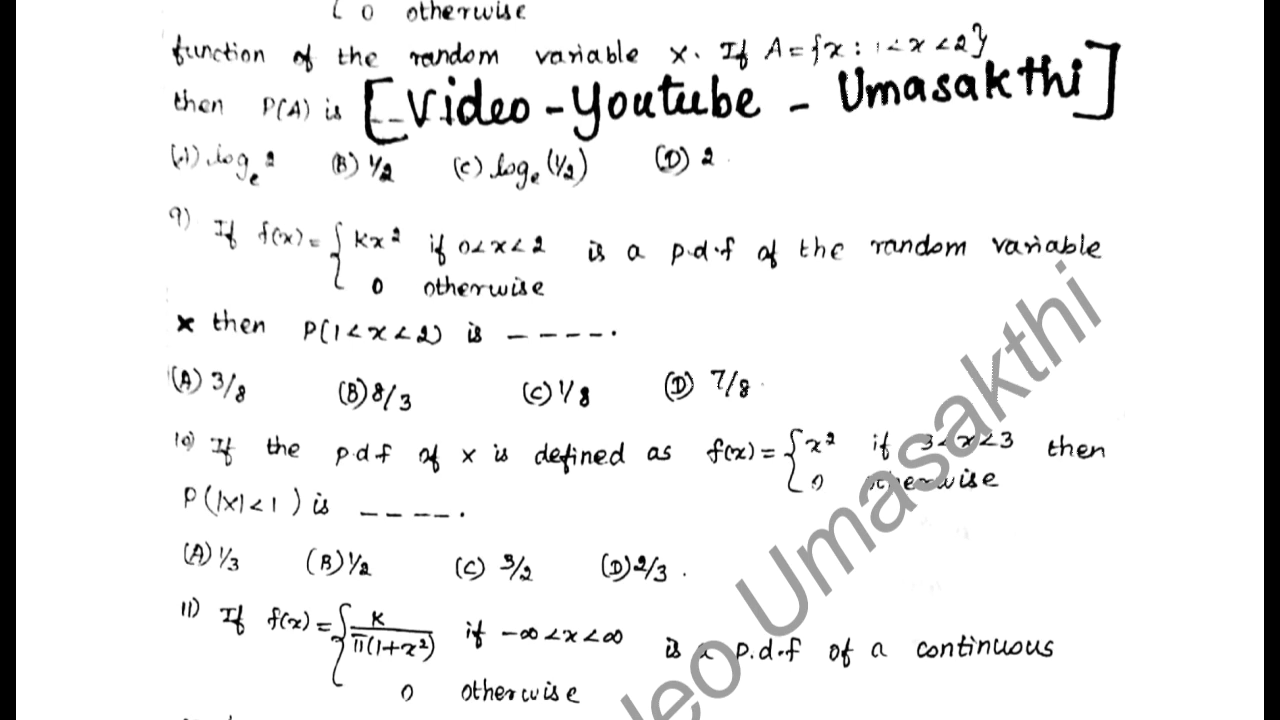 0 otherwise
function of the random variable x. If A={x: 1<x<2}
then P(A) is [Video-Youtube - Umasakthi]
(A) log_e 2 (B) 1/2 (C) log_e (1/2) (D) 2
9) If f(x)= { kx² if 0<x<2 is a p.d.f of the random variable
0 otherwise
x then P(1<x<2) is ----.
(A) 3/8 (B) 8/3 (C) 1/8 (D) 7/8
10) If the p.d.f of x is defined as f(x)= { x² if 3<x<3 then
0 otherwise
P(|x|<1) is ----.
(A) 1/3 (B) 1/2 (C) 3/2 (D) 2/3.
11) If f(x)= { k/π(1+x²) if -∞<x<∞ is a p.d.f of a continuous
0 otherwise
deo Umasakthi